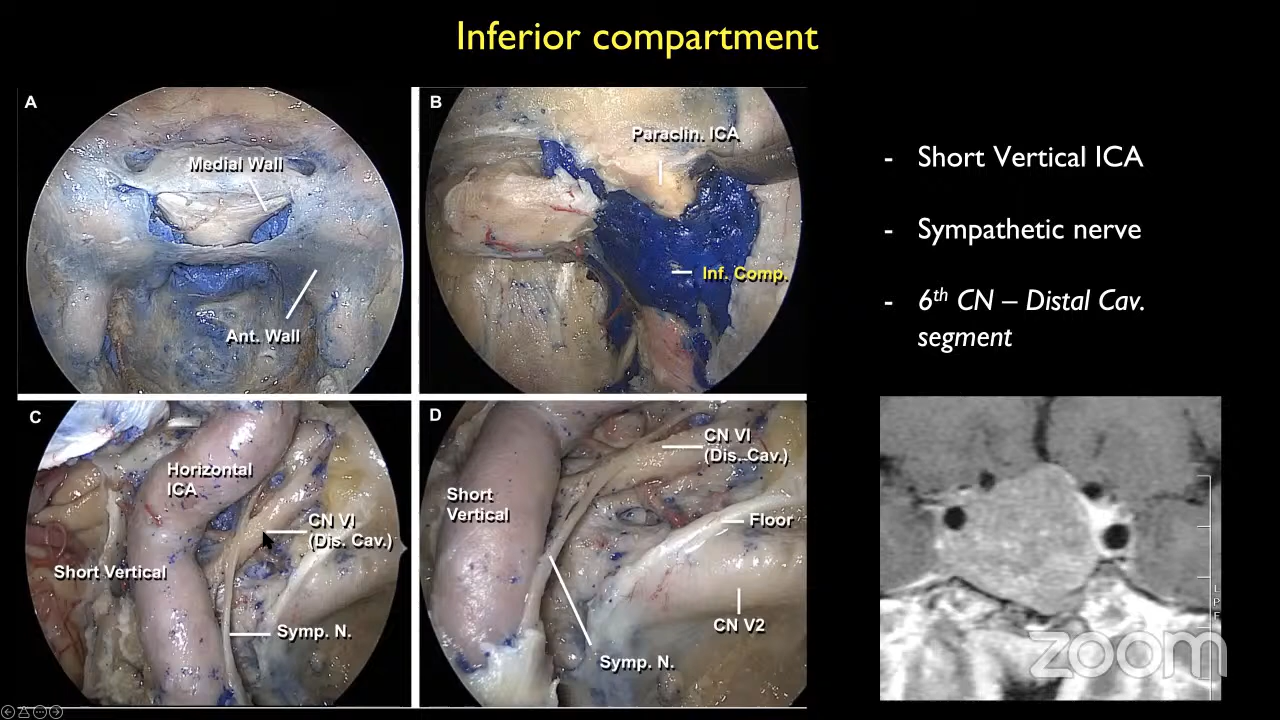 Inferior compartment
A
Medial Wall
Ant. Wall
B
Paraclin. ICA
Inf. Comp.
C
Horizontal
ICA
CN VI
(Dis. Cav.)
Short Vertical
Symp. N.
D
CN VI
(Dis. Cav.)
Short
Vertical
Floor
CN V2
Symp. N.
- Short Vertical ICA
- Sympathetic nerve
- 6th CN – Distal Cav.
segment
L
P
F
zoom